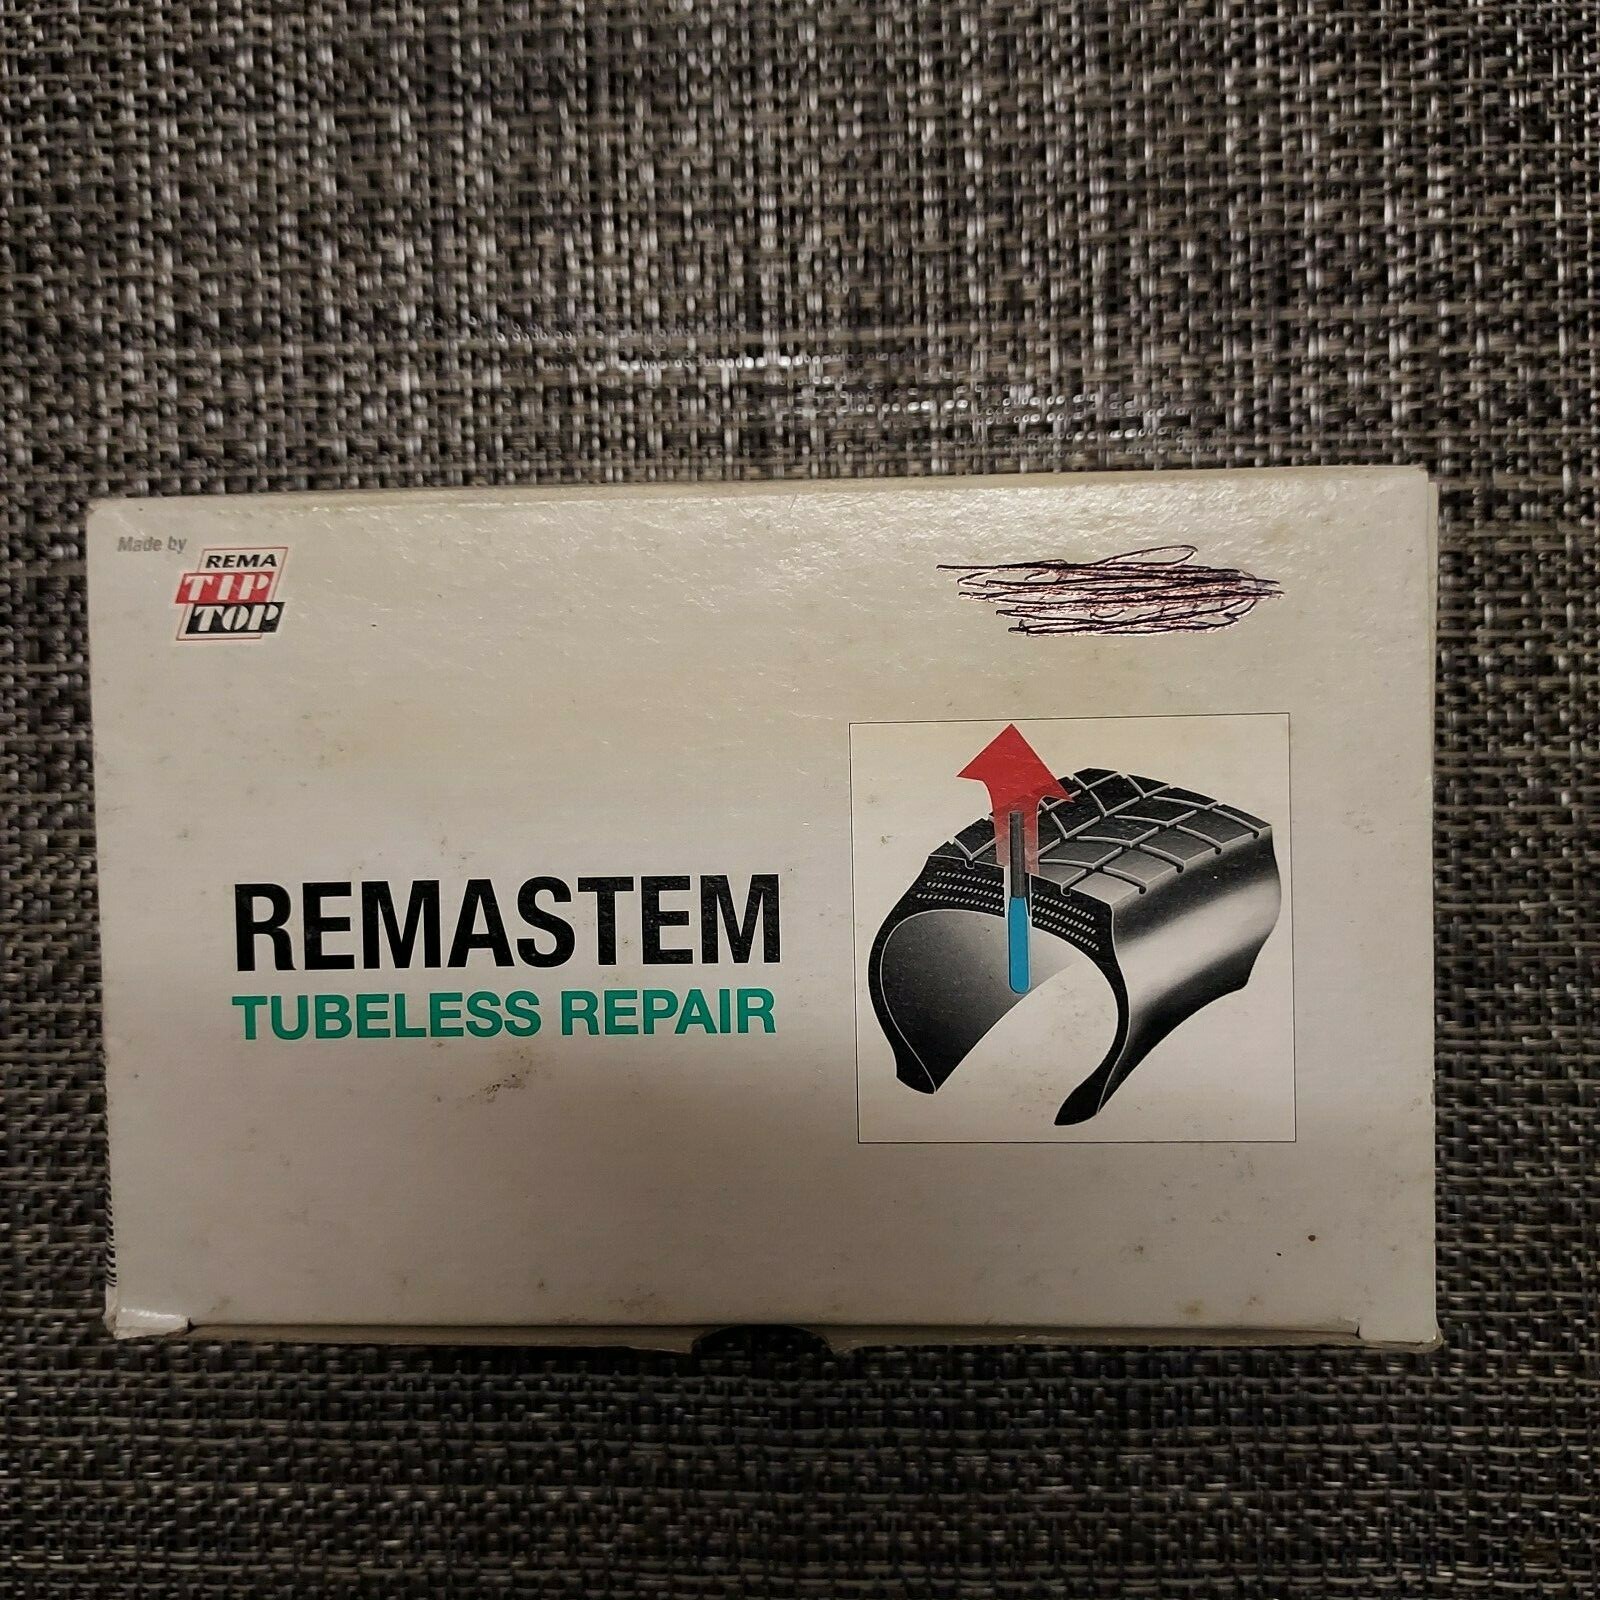 Made by
REMA
TIP
TOP
REMASTEM
TUBELESS REPAIR